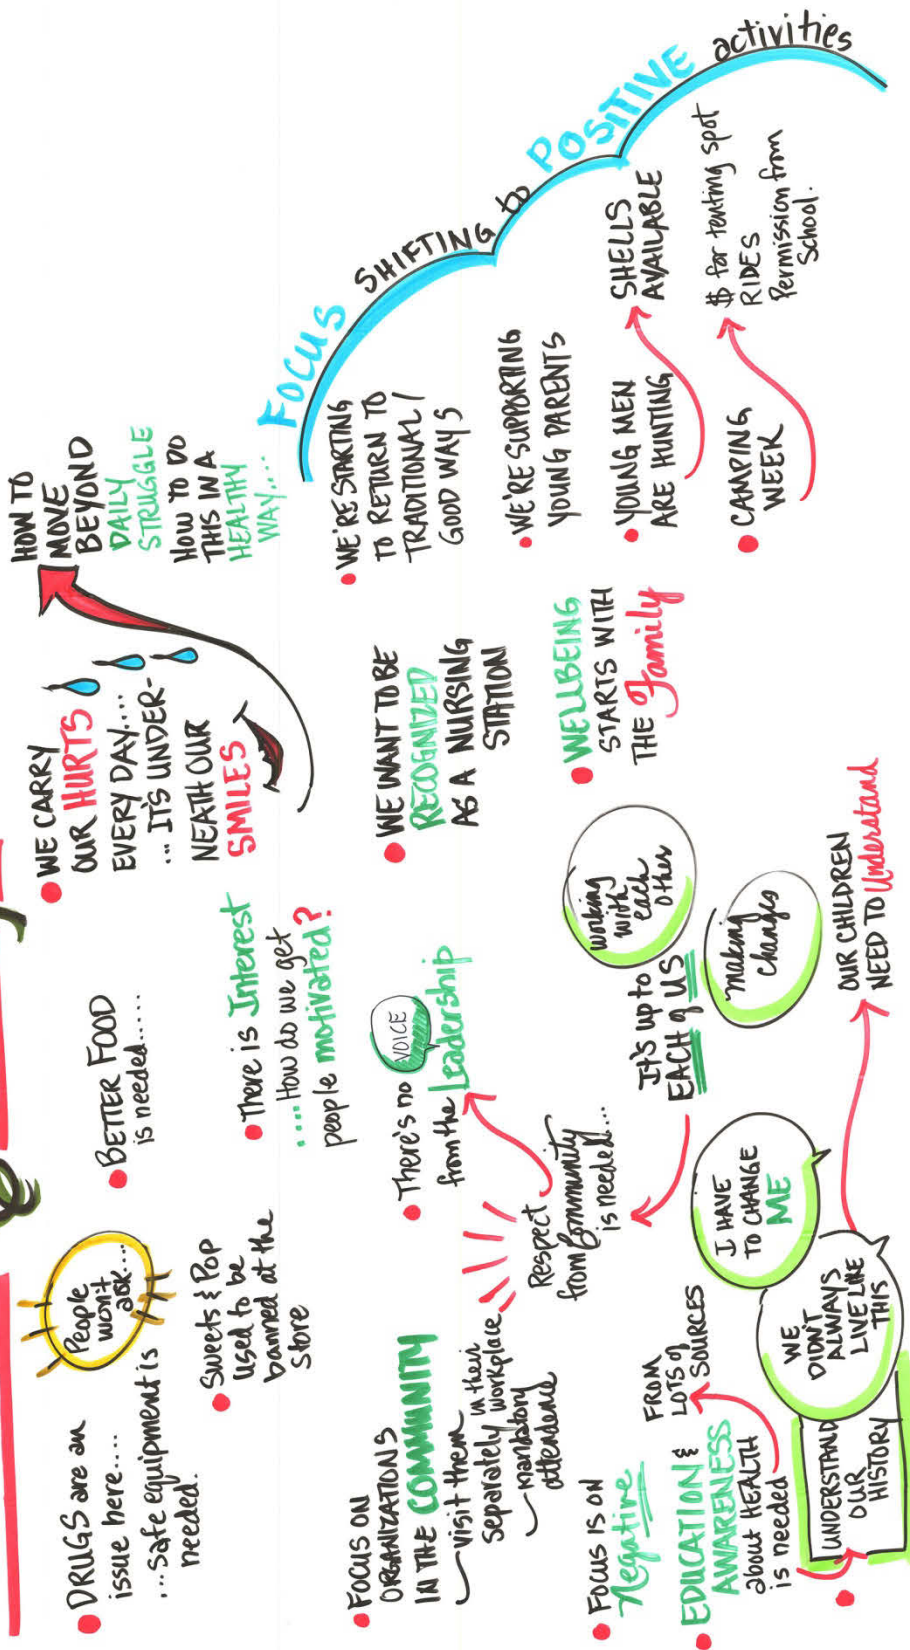 DRUGS are an
issue here....
...safe equipment is
needed.
People
won't
ask....
BETTER FOOD
is needed.....
Sweets & Pop
used to be
banned at the
store
There is Interest
....How do we get
people motivated?
WE CARRY
OUR HURTS
EVERY DAY....
... IT'S UNDER-
NEATH OUR
SMILES
HOW TO
MOVE
BEYOND
DAILY
STRUGGLE
HOW TO DO
THIS IN A
HEALTHY
WAY....
FOCUS ON
ORGANIZATIONS
IN THE COMMUNITY
visit them
separately in their
workplace
mandatory
attendence
There's no VOICE
from the Leadership
Respect
from Community
is needed...
WE WANT TO BE
RECOGNIZED
AS A NURSING
STATION
FOCUS SHIFTING to POSITIVE activities
WE'RE STARTING
TO RETURN TO
TRADITIONAL /
GOOD WAYS
WE'RE SUPPORTING
YOUNG PARENTS
YOUNG MEN
ARE HUNTING
SHELLS
AVAILABLE
CAMPING
WEEK
$ for tenting spot
RIDES
Permission from
School.
WELLBEING
STARTS WITH
THE Family
FOCUS IS ON
Negative
EDUCATION &
AWARENESS
about HEALTH
is needed
FROM
LOTS of
SOURCES
It's up to
EACH of US
working
with
each
other
making
changes
I HAVE
TO CHANGE
ME
UNDERSTAND
OUR
HISTORY
WE
DIDN'T
ALWAYS
LIVE LIKE
THIS
OUR CHILDREN
NEED TO Understand